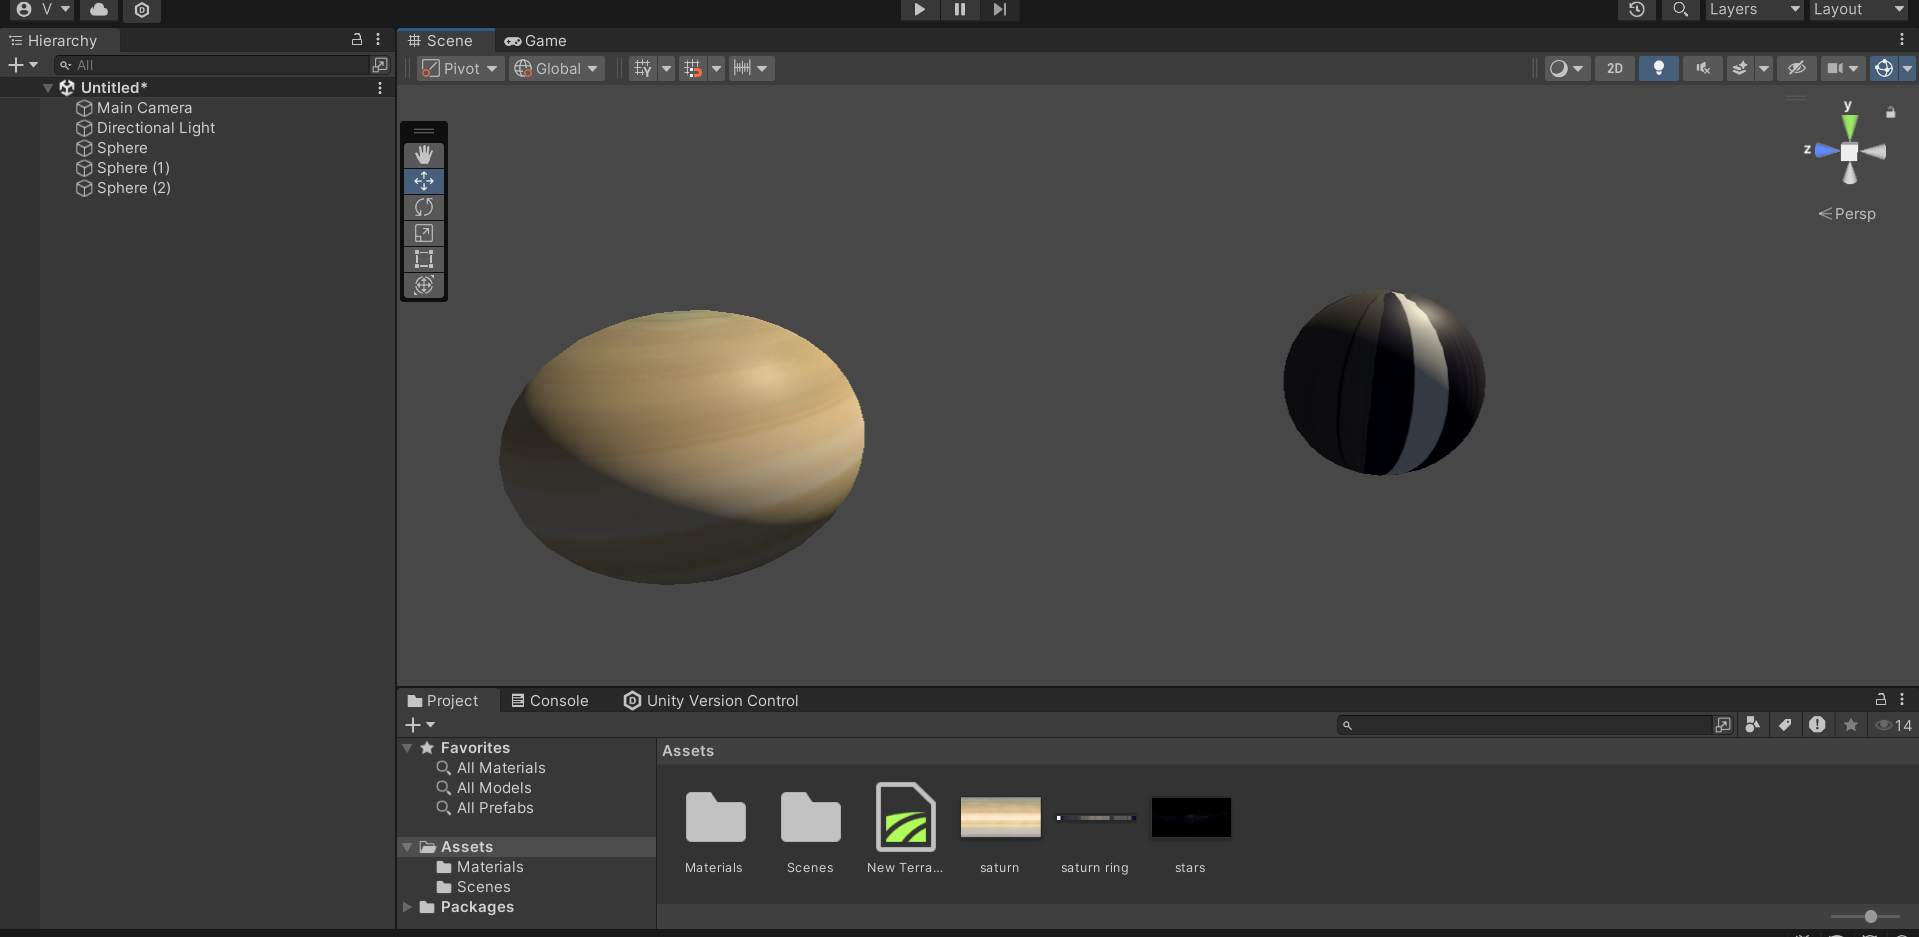 V
Layers
Layout
Hierarchy
Scene
Game
All
Pivot
Global
2D
Untitled*
Main Camera
Directional Light
Sphere
Sphere (1)
Sphere (2)
y
z
Persp
Project
Console
Unity Version Control
14
Favorites
All Materials
All Models
All Prefabs
Assets
Materials
Scenes
Packages
Assets
Materials
Scenes
New Terra...
saturn
saturn ring
stars